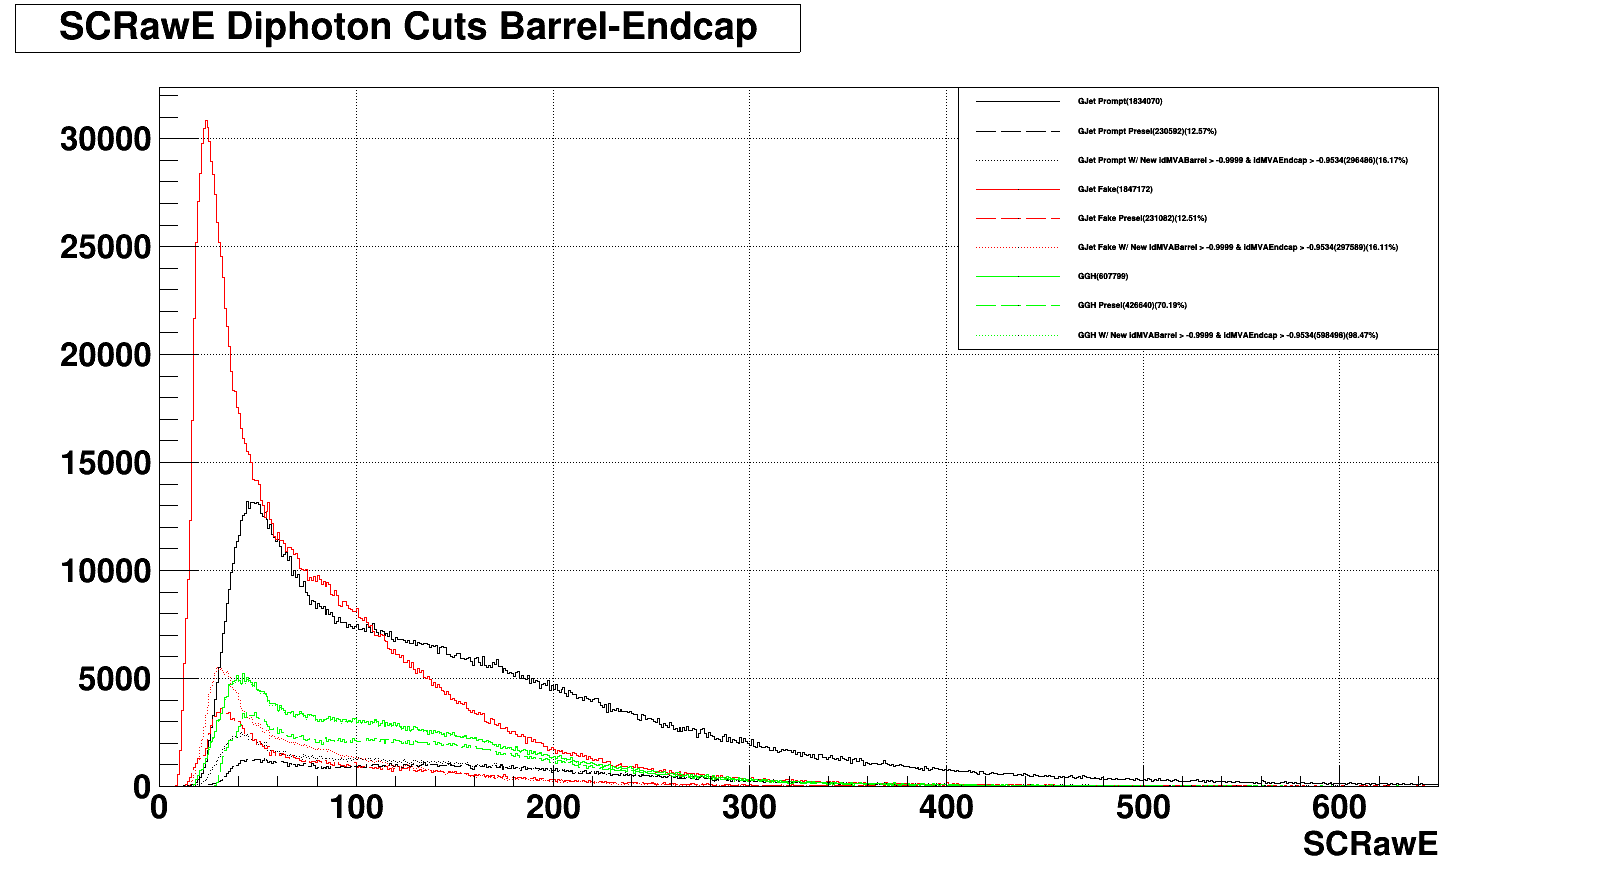 SCRawE Diphoton Cuts Barrel-Endcap
GJet Prompt(1834070)
GJet Prompt Presel(230592)(12.57%)
GJet Prompt W/ New idMVABarrel > -0.9999 & idMVAEndcap > -0.9534(296486)(16.17%)
GJet Fake(1847172)
GJet Fake Presel(231082)(12.51%)
GJet Fake W/ New idMVABarrel > -0.9999 & idMVAEndcap > -0.9534(297589)(16.11%)
GGH(607799)
GGH Presel(426640)(70.19%)
GGH W/ New idMVABarrel > -0.9999 & idMVAEndcap > -0.9534(598496)(98.47%)
30000
25000
20000
15000
10000
5000
0
0 100 200 300 400 500 600
SCRawE